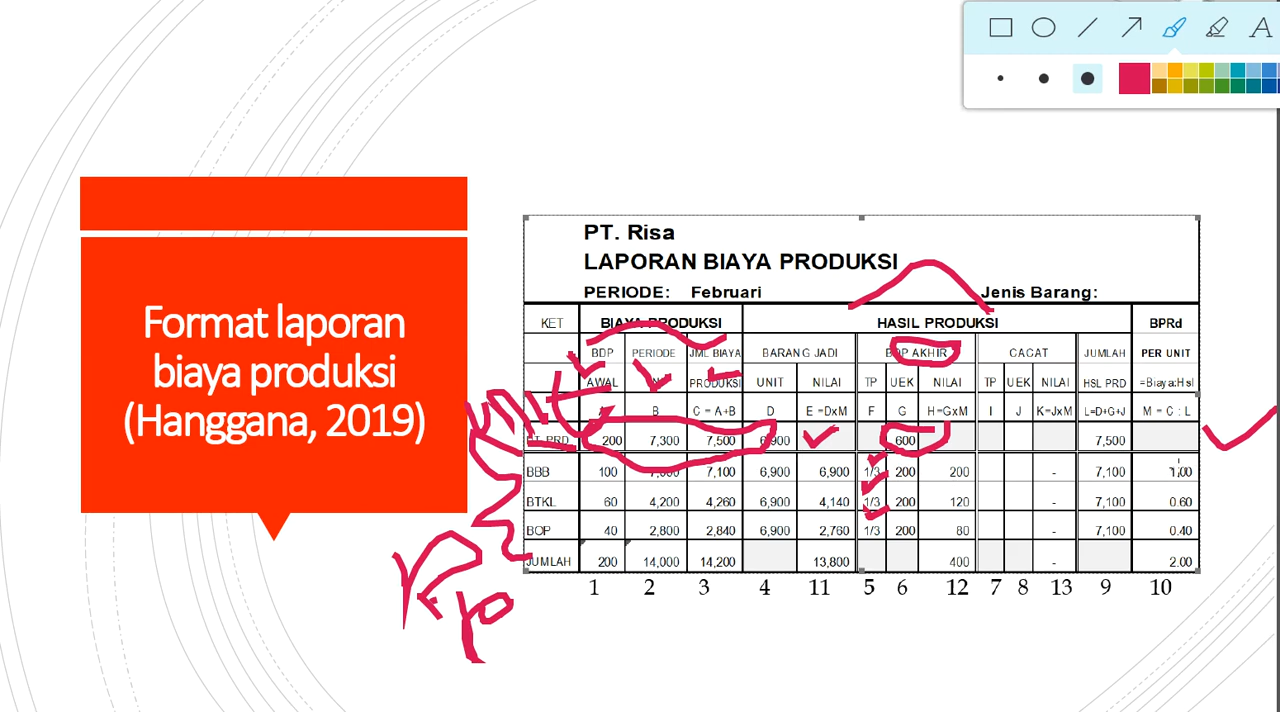 A
Format laporan
biaya produksi
(Hanggana, 2019)
PT. Risa
LAPORAN BIAYA PRODUKSI
PERIODE: Februari Jenis Barang:
KET BIAYA PRODUKSI HASIL PRODUKSI BPRd
BDP PERIODE JML BIAYA BARANG JADI BDP AKHIR CACAT JUMLAH PER UNIT
AWAL PRODUKSI UNIT NILAI TP UEK NILAI TP UEK NILAI HSL PRD =Biaya:Hsl
A B C = A+B D E =DxM F G H=GxM I J K=JxM L=D+G+J M = C : L
PRD 200 7,300 7,500 6,900 600 7,500
BBB 100 7,100 6,900 6,900 1/3 200 200 - 7,100 1.00
BTKL 60 4,200 4,260 6,900 4,140 1/3 200 120 - 7,100 0.60
BOP 40 2,800 2,840 6,900 2,760 1/3 200 80 - 7,100 0.40
JUMLAH 200 14,000 14,200 13,800 400 - 2.00
1 2 3 4 11 5 6 12 7 8 13 9 10
Rp